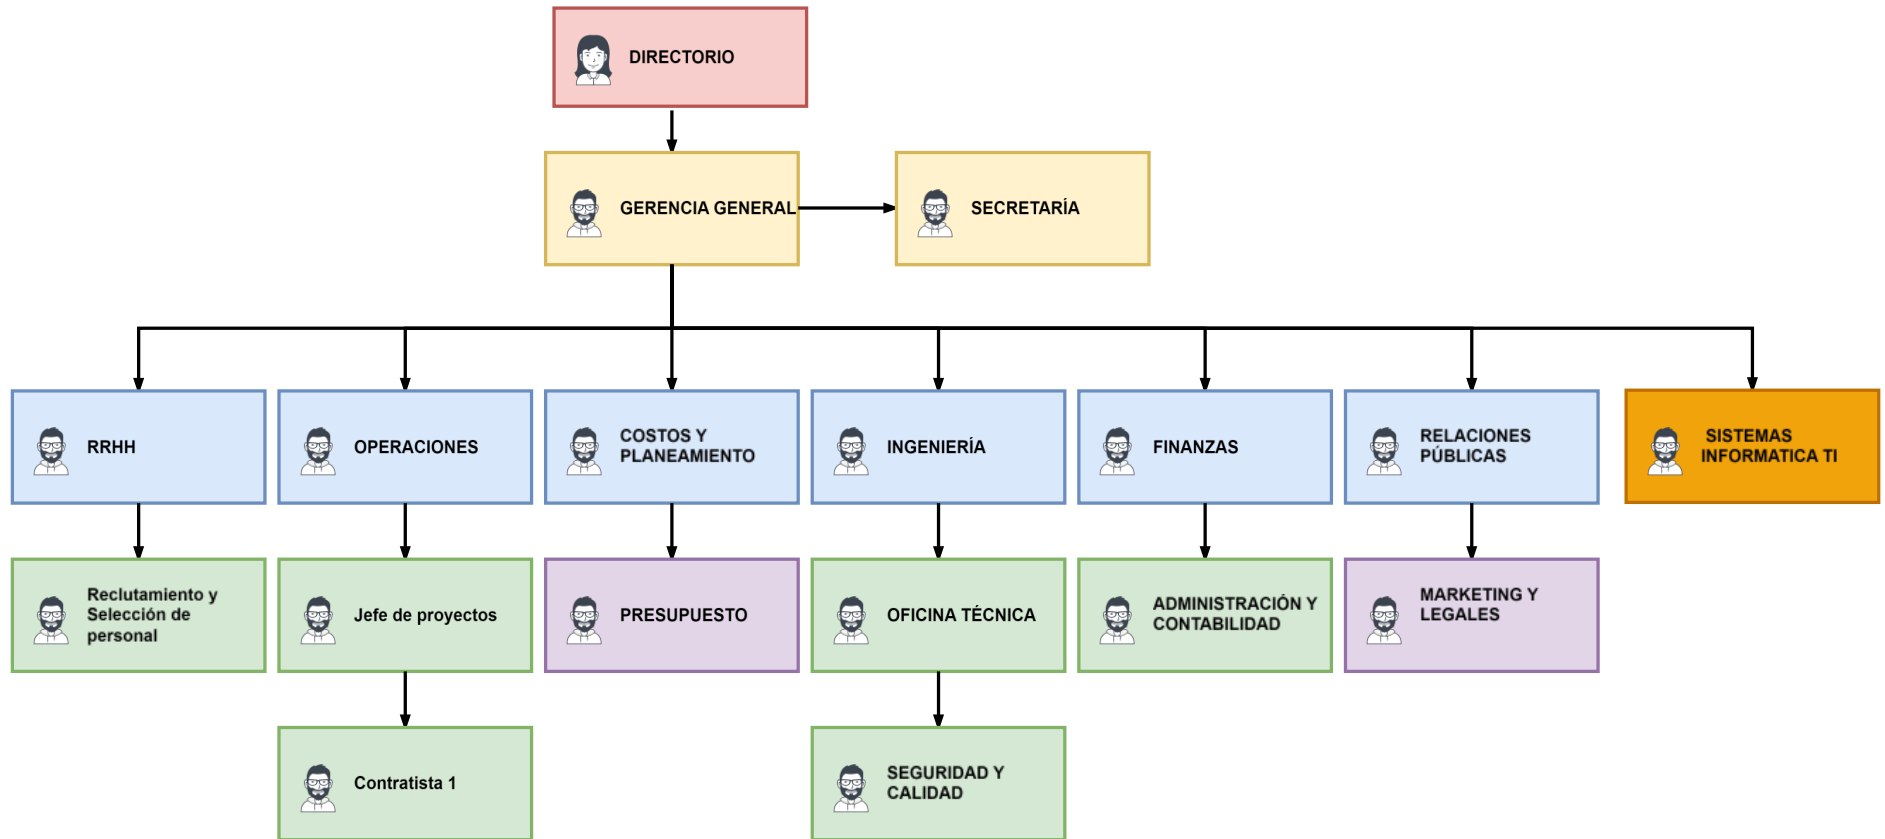 DIRECTORIO
GERENCIA GENERAL
SECRETARÍA
RRHH
OPERACIONES
COSTOS Y
PLANEAMIENTO
INGENIERÍA
FINANZAS
RELACIONES
PÚBLICAS
SISTEMAS
INFORMATICA TI
Reclutamiento y
Selección de
personal
Jefe de proyectos
PRESUPUESTO
OFICINA TÉCNICA
ADMINISTRACIÓN Y
CONTABILIDAD
MARKETING Y
LEGALES
Contratista 1
SEGURIDAD Y
CALIDAD